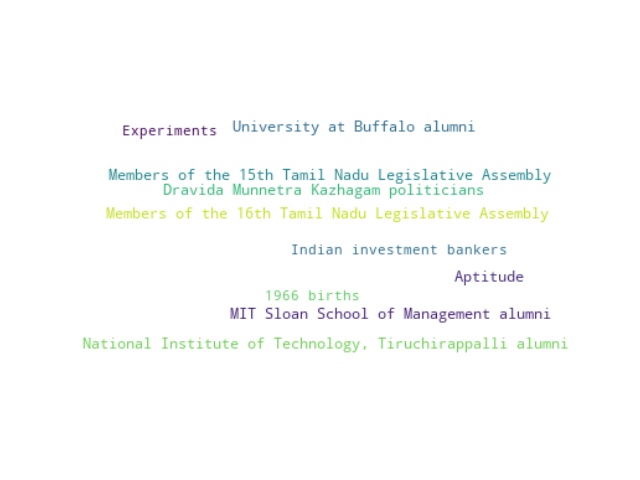 Experiments
University at Buffalo alumni
Members of the 15th Tamil Nadu Legislative Assembly
Dravida Munnetra Kazhagam politicians
Members of the 16th Tamil Nadu Legislative Assembly
Indian investment bankers
Aptitude
1966 births
MIT Sloan School of Management alumni
National Institute of Technology, Tiruchirappalli alumni